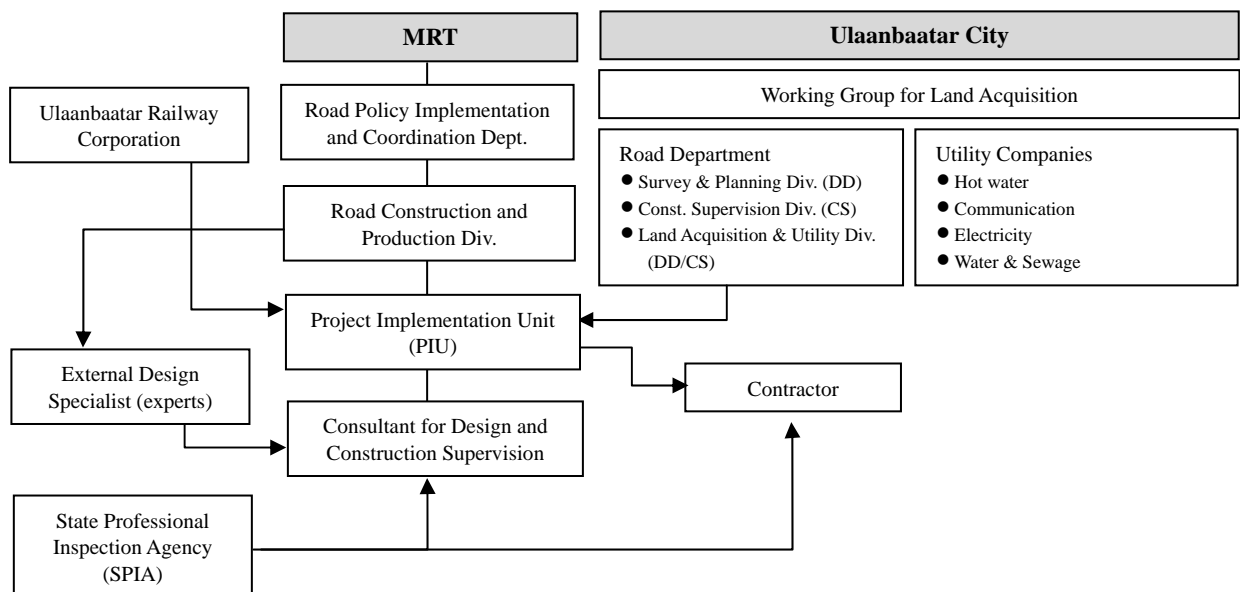 MRT
Ulaanbaatar City
Working Group for Land Acquisition
Ulaanbaatar Railway
Corporation
Road Policy Implementation
and Coordination Dept.
Road Department
● Survey & Planning Div. (DD)
● Const. Supervision Div. (CS)
● Land Acquisition & Utility Div.
(DD/CS)
Utility Companies
● Hot water
● Communication
● Electricity
● Water & Sewage
Road Construction and
Production Div.
Project Implementation Unit
(PIU)
External Design
Specialist (experts)
Contractor
Consultant for Design and
Construction Supervision
State Professional
Inspection Agency
(SPIA)